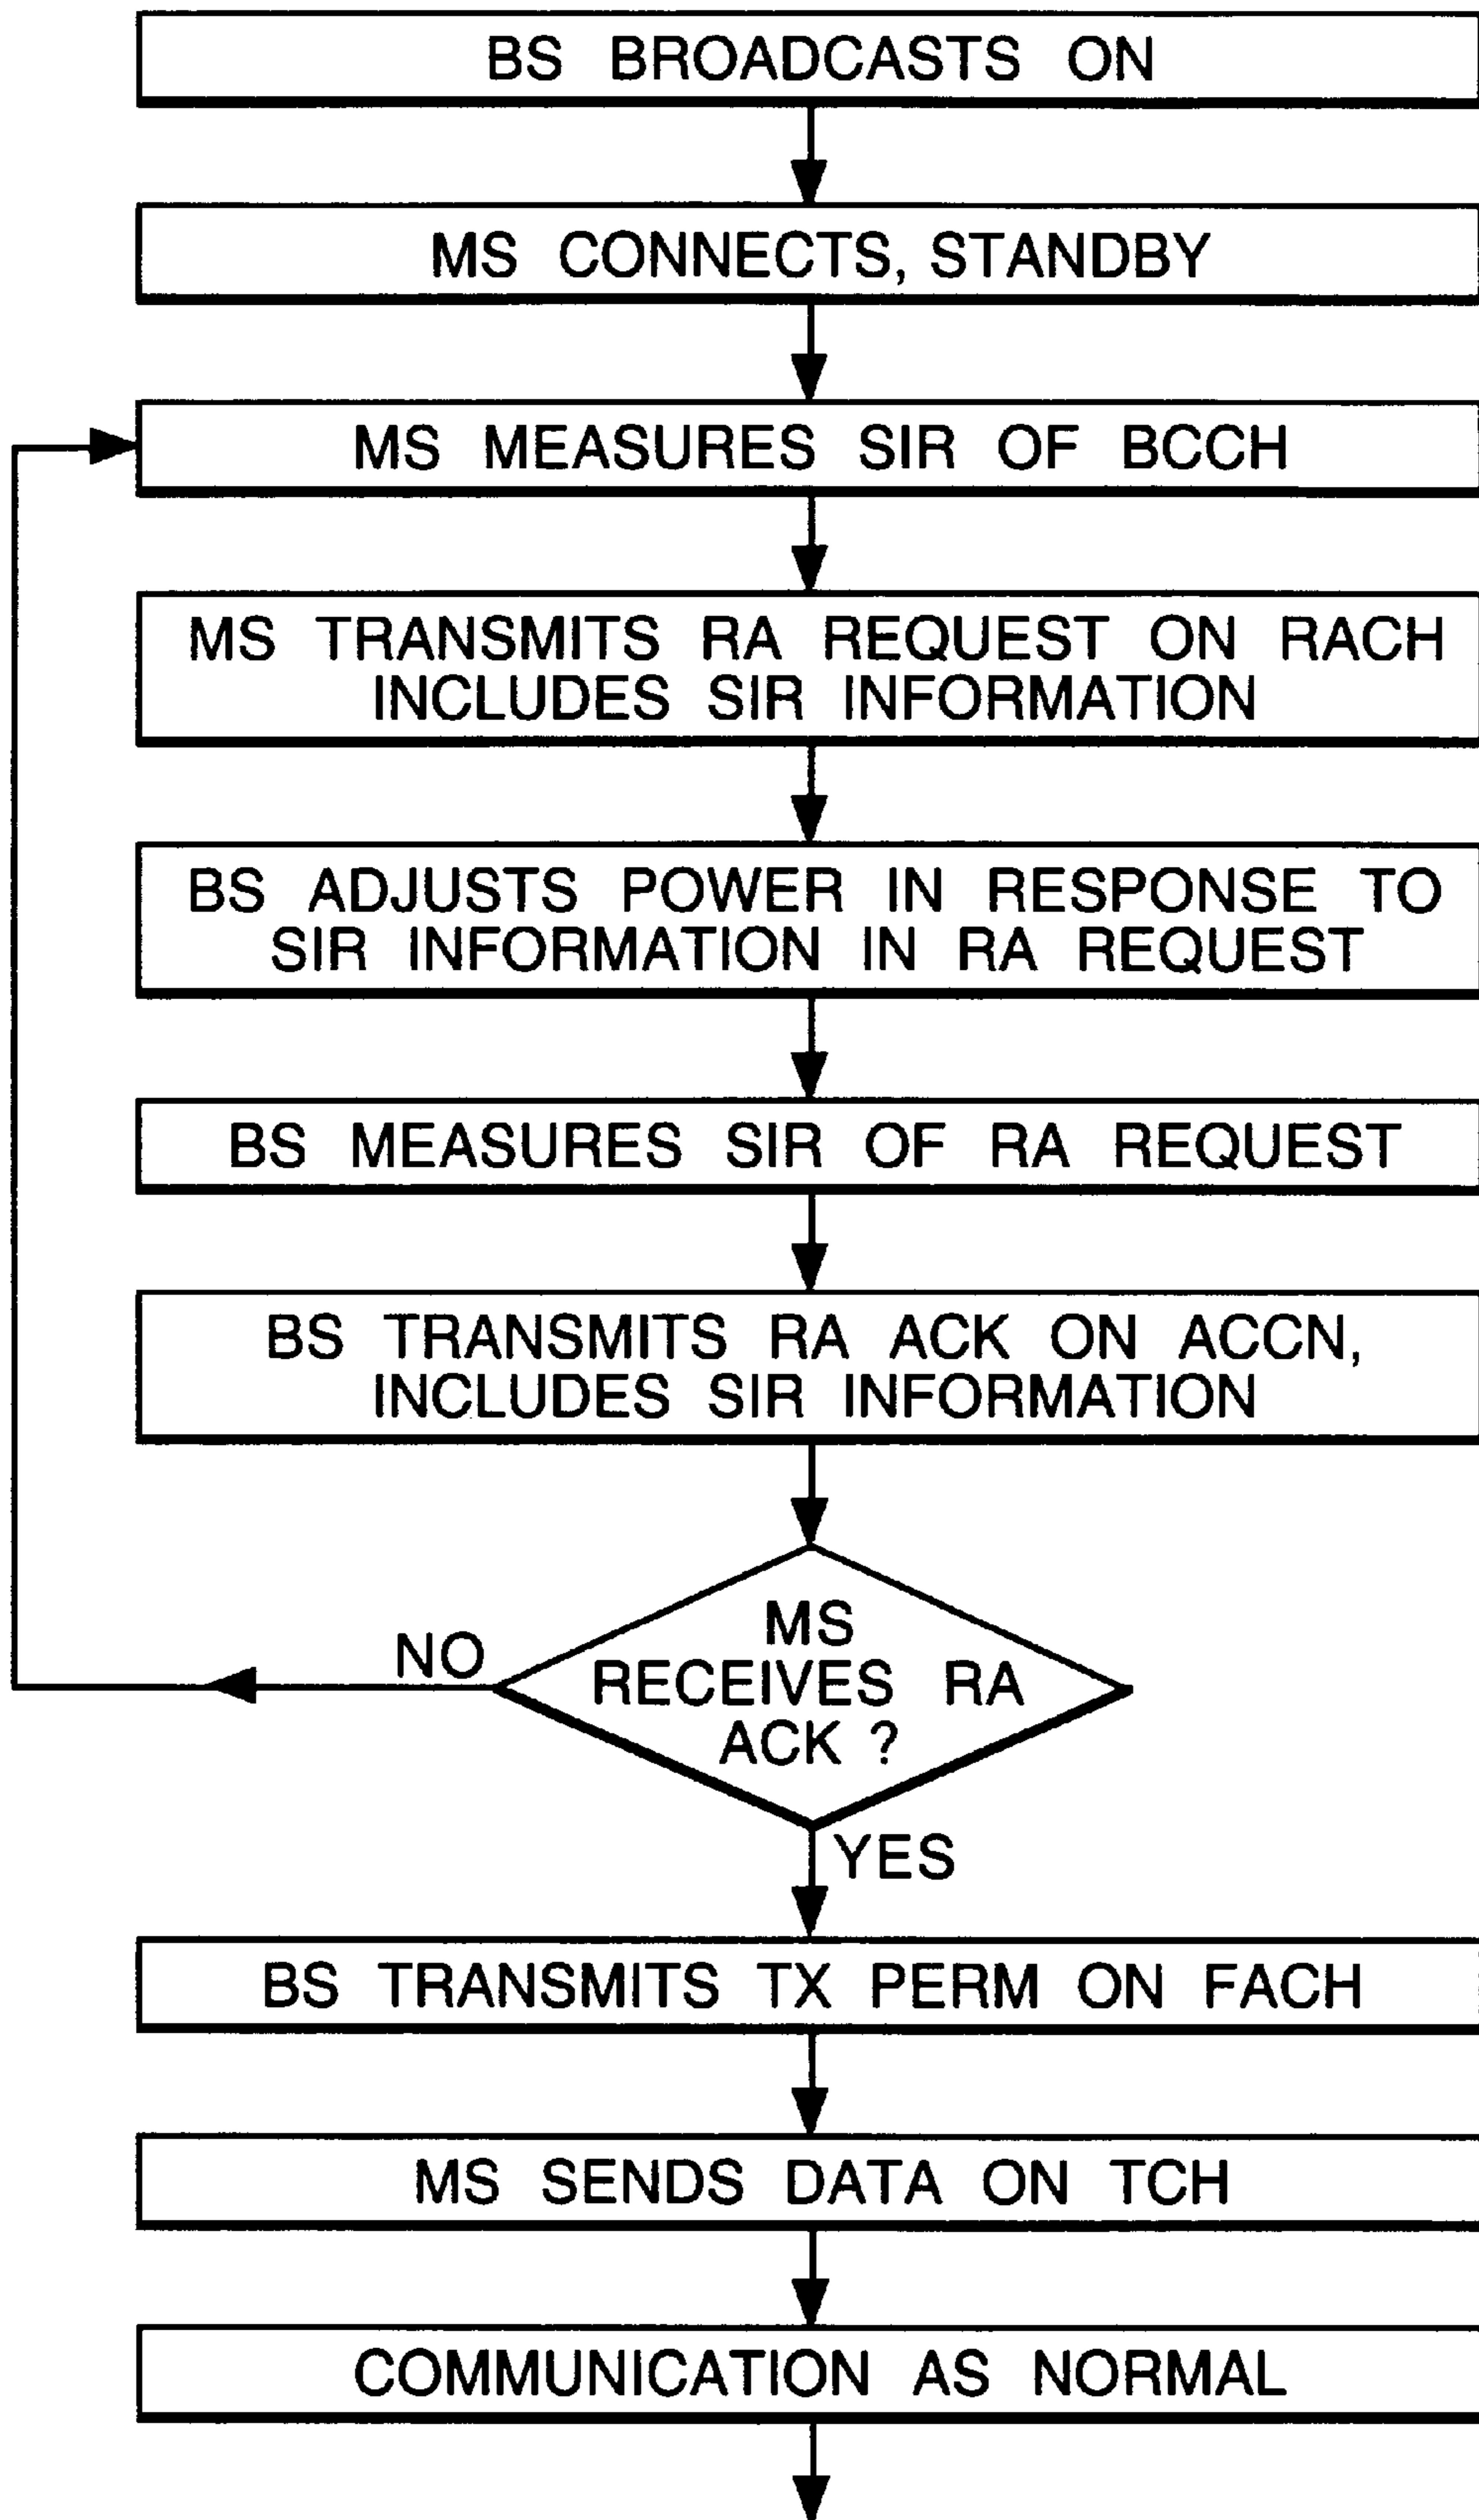 BS BROADCASTS ON
MS CONNECTS, STANDBY
MS MEASURES SIR OF BCCH
MS TRANSMITS RA REQUEST ON RACH
INCLUDES SIR INFORMATION
BS ADJUSTS POWER IN RESPONSE TO
SIR INFORMATION IN RA REQUEST
BS MEASURES SIR OF RA REQUEST
BS TRANSMITS RA ACK ON ACCN,
INCLUDES SIR INFORMATION
MS
RECEIVES RA
ACK ?
NO
YES
BS TRANSMITS TX PERM ON FACH
MS SENDS DATA ON TCH
COMMUNICATION AS NORMAL